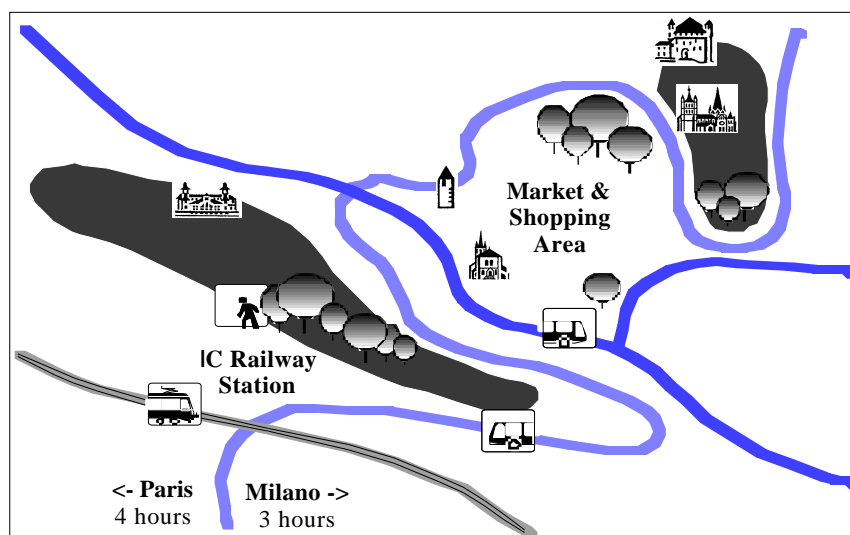 Market &
Shopping
Area
IC Railway
Station
<- Paris
4 hours
Milano ->
3 hours